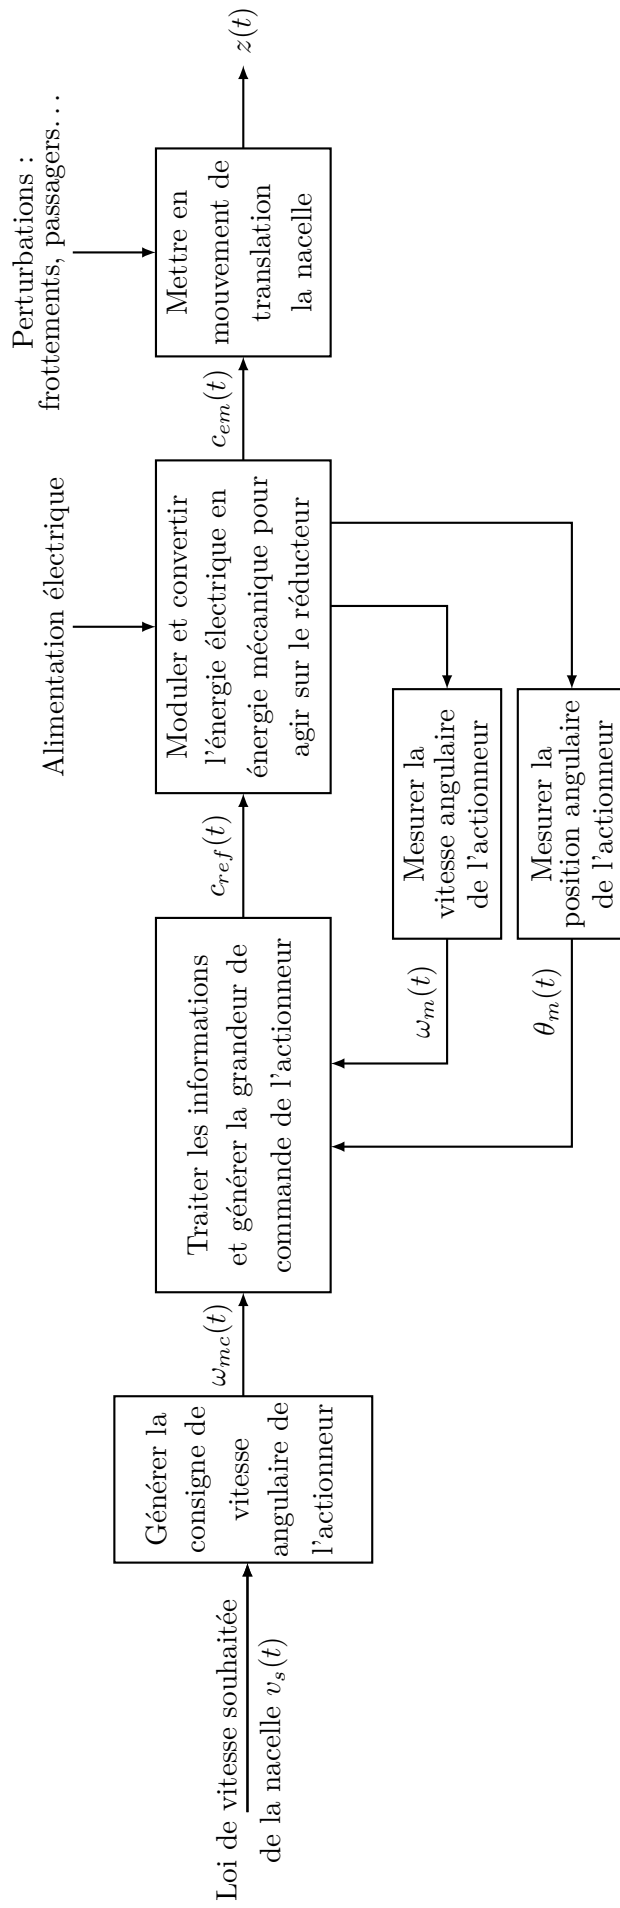 Loi de vitesse souhaitée
de la nacelle v_s(t)
Générer la
consigne de
vitesse
angulaire de
l'actionneur
ω_{mc}(t)
Traiter les informations
et générer la grandeur de
commande de l'actionneur
c_{ref}(t)
Alimentation électrique
Moduler et convertir
l'énergie électrique en
énergie mécanique pour
agir sur le réducteur
c_{em}(t)
Perturbations :
frottements, passagers...
Mettre en
mouvement de
translation
la nacelle
z(t)
ω_m(t)
Mesurer la
vitesse angulaire
de l'actionneur
θ_m(t)
Mesurer la
position angulaire
de l'actionneur